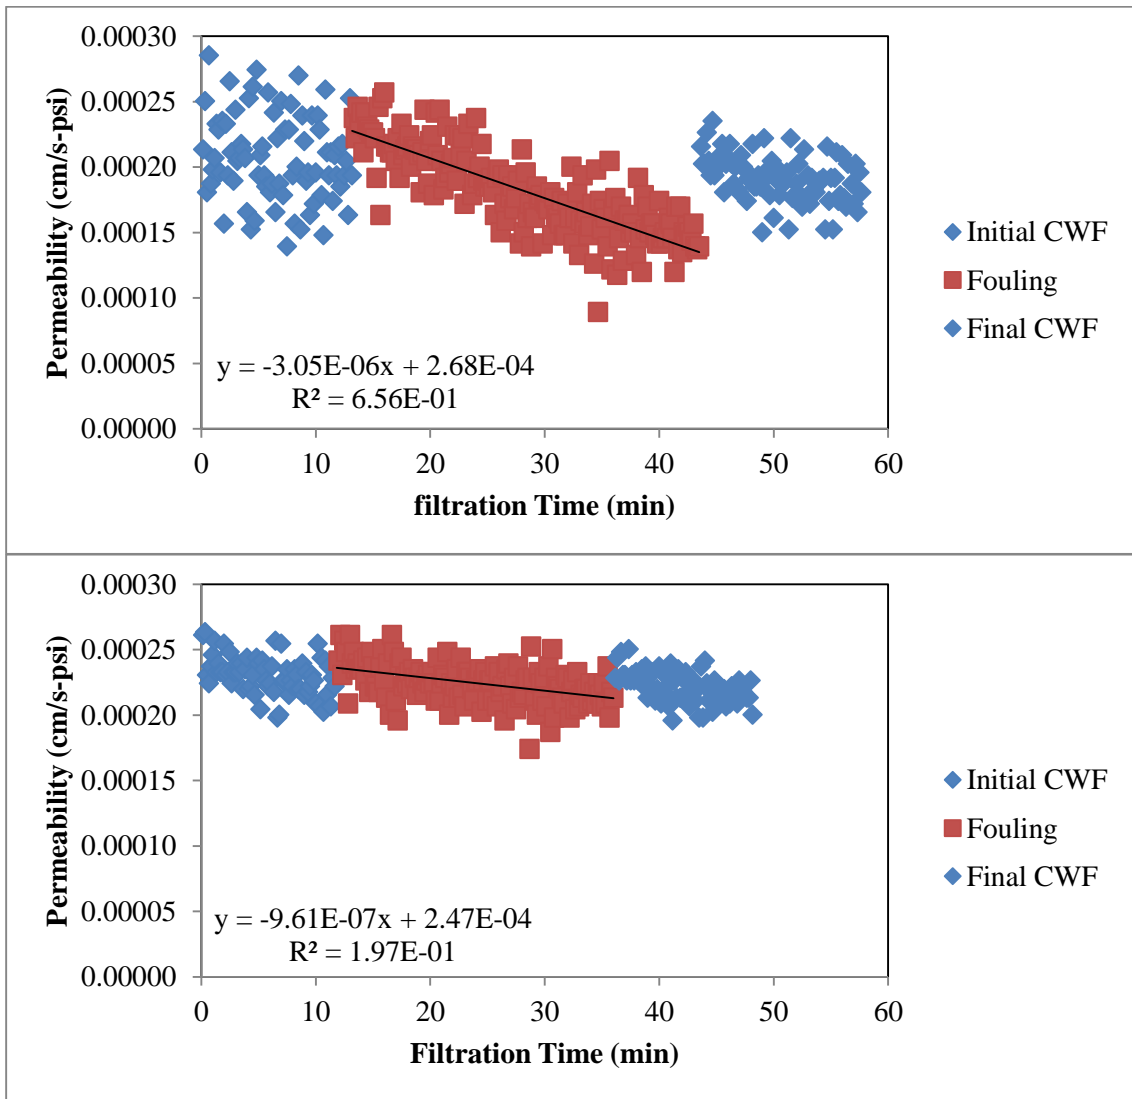 Permeability (cm/s-psi)
0.00030
0.00025
0.00020
0.00015
0.00010
0.00005
0.00000
y = -3.05E-06x + 2.68E-04
R² = 6.56E-01
0 10 20 30 40 50 60
filtration Time (min)
Initial CWF
Fouling
Final CWF
Permeability (cm/s-psi)
0.00030
0.00025
0.00020
0.00015
0.00010
0.00005
0.00000
y = -9.61E-07x + 2.47E-04
R² = 1.97E-01
0 10 20 30 40 50 60
Filtration Time (min)
Initial CWF
Fouling
Final CWF